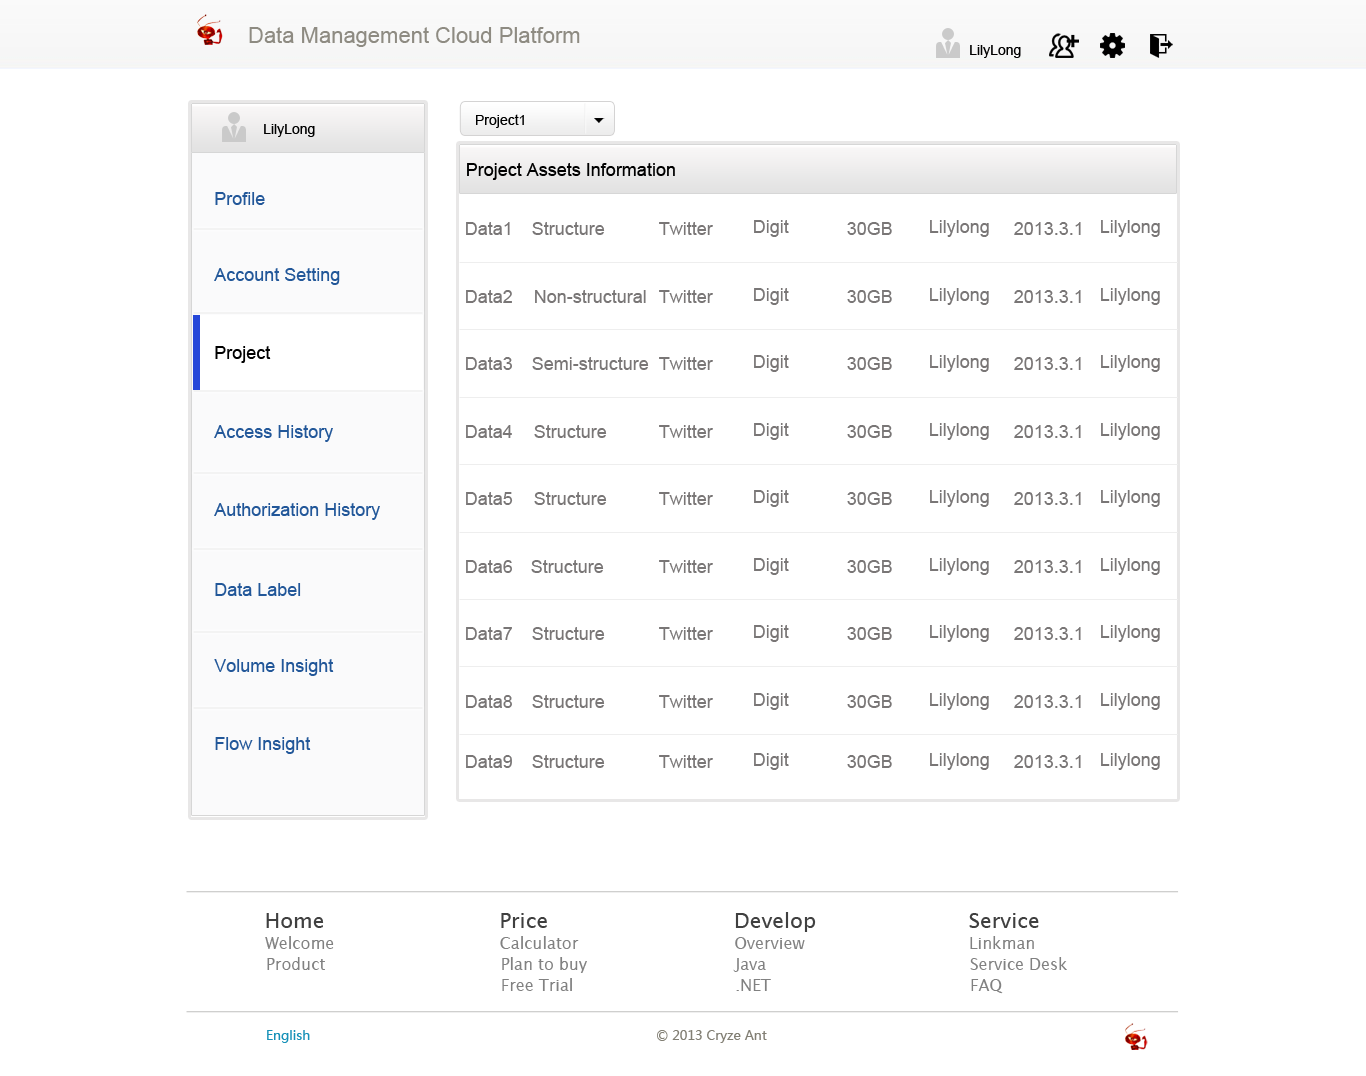 Data Management Cloud Platform
LilyLong
LilyLong
Profile
Account Setting
Project
Access History
Authorization History
Data Label
Volume Insight
Flow Insight
Project1
Project Assets Information
Data1 Structure Twitter Digit 30GB Lilylong 2013.3.1 Lilylong
Data2 Non-structural Twitter Digit 30GB Lilylong 2013.3.1 Lilylong
Data3 Semi-structure Twitter Digit 30GB Lilylong 2013.3.1 Lilylong
Data4 Structure Twitter Digit 30GB Lilylong 2013.3.1 Lilylong
Data5 Structure Twitter Digit 30GB Lilylong 2013.3.1 Lilylong
Data6 Structure Twitter Digit 30GB Lilylong 2013.3.1 Lilylong
Data7 Structure Twitter Digit 30GB Lilylong 2013.3.1 Lilylong
Data8 Structure Twitter Digit 30GB Lilylong 2013.3.1 Lilylong
Data9 Structure Twitter Digit 30GB Lilylong 2013.3.1 Lilylong
Home
Welcome
Product
Price
Calculator
Plan to buy
Free Trial
Develop
Overview
Java
.NET
Service
Linkman
Service Desk
FAQ
English
© 2013 Cryze Ant